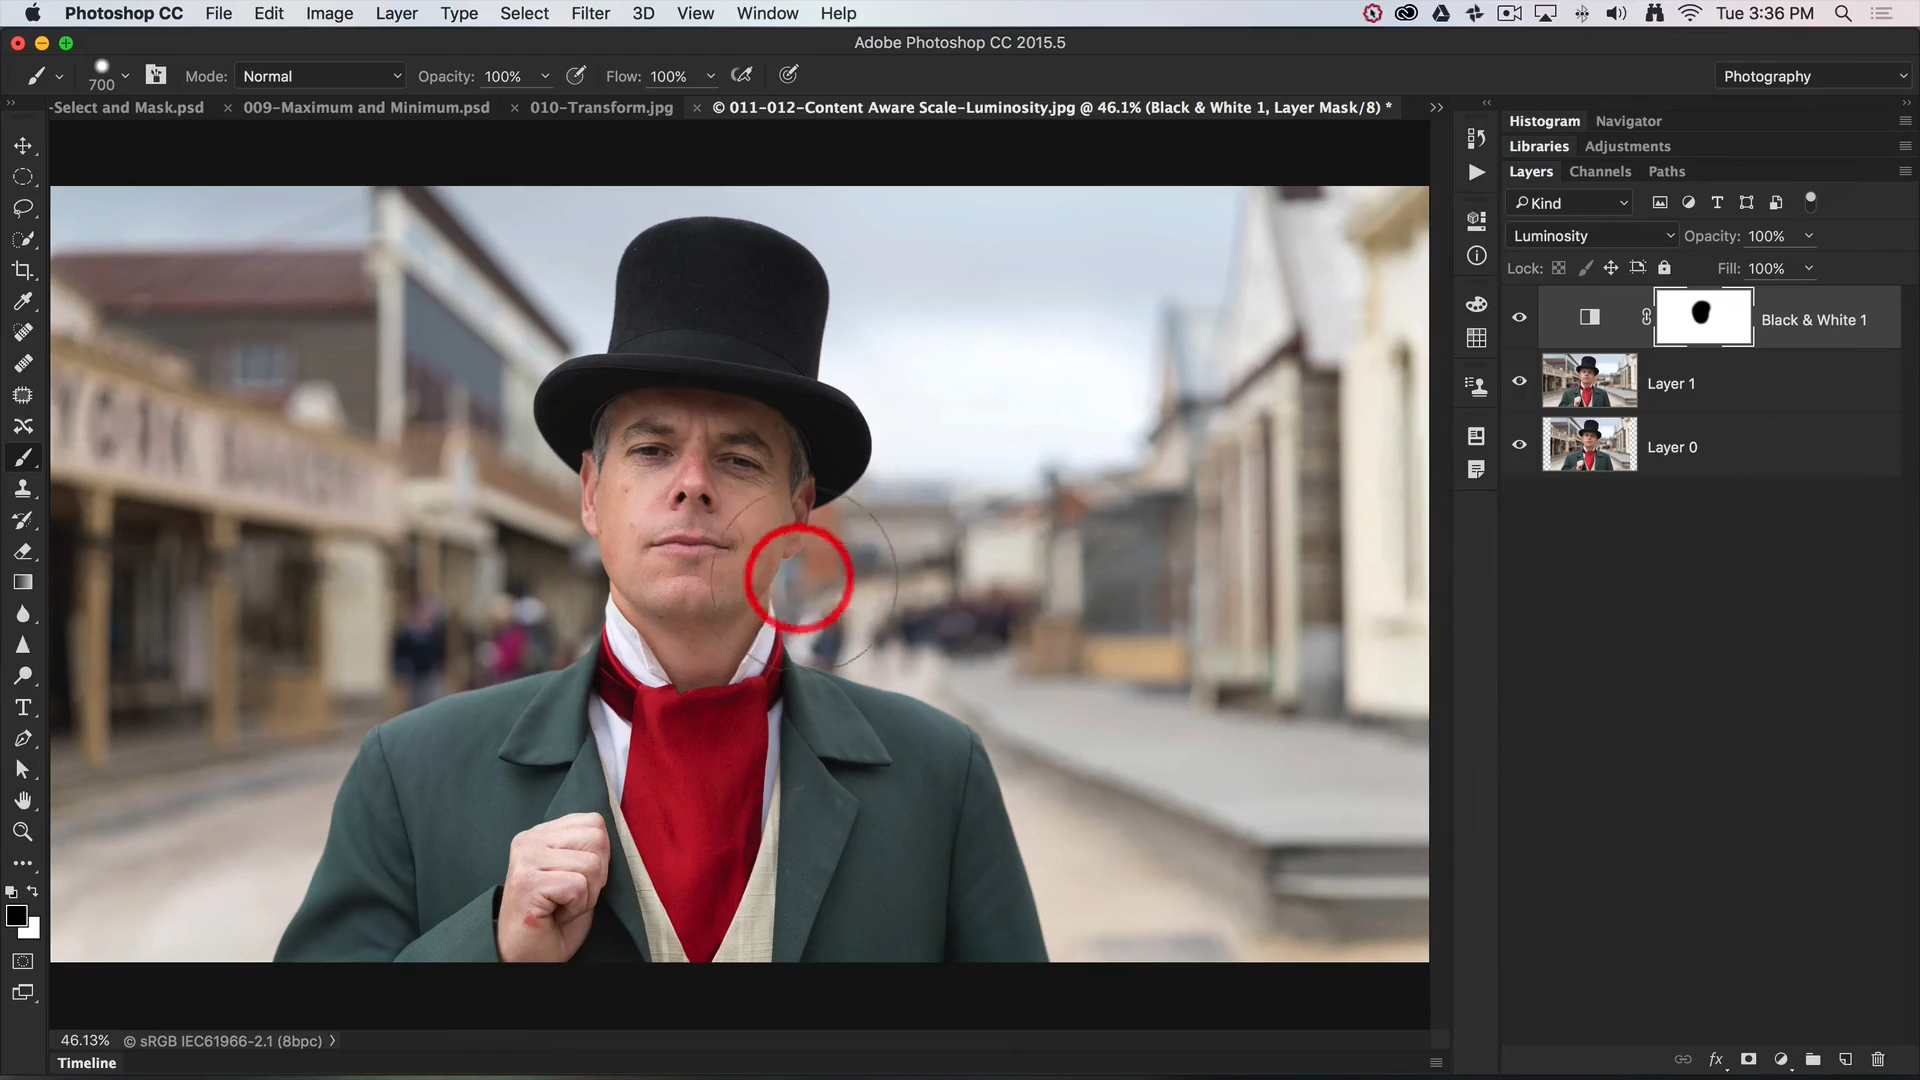 Photoshop CC File Edit Image Layer Type Select Filter 3D View Window Help Tue 3:36 PM
Adobe Photoshop CC 2015.5
700 Mode: Normal Opacity: 100% Flow: 100% Photography
-Select and Mask.psd × 009-Maximum and Minimum.psd × 010-Transform.jpg × © 011-012-Content Aware Scale-Luminosity.jpg @ 46.1% (Black & White 1, Layer Mask/8) *
Histogram Navigator
Libraries Adjustments
Layers Channels Paths
Kind
Luminosity Opacity: 100%
Lock: Fill: 100%
Black & White 1
Layer 1
Layer 0
46.13% © sRGB IEC61966-2.1 (8bpc)
Timeline